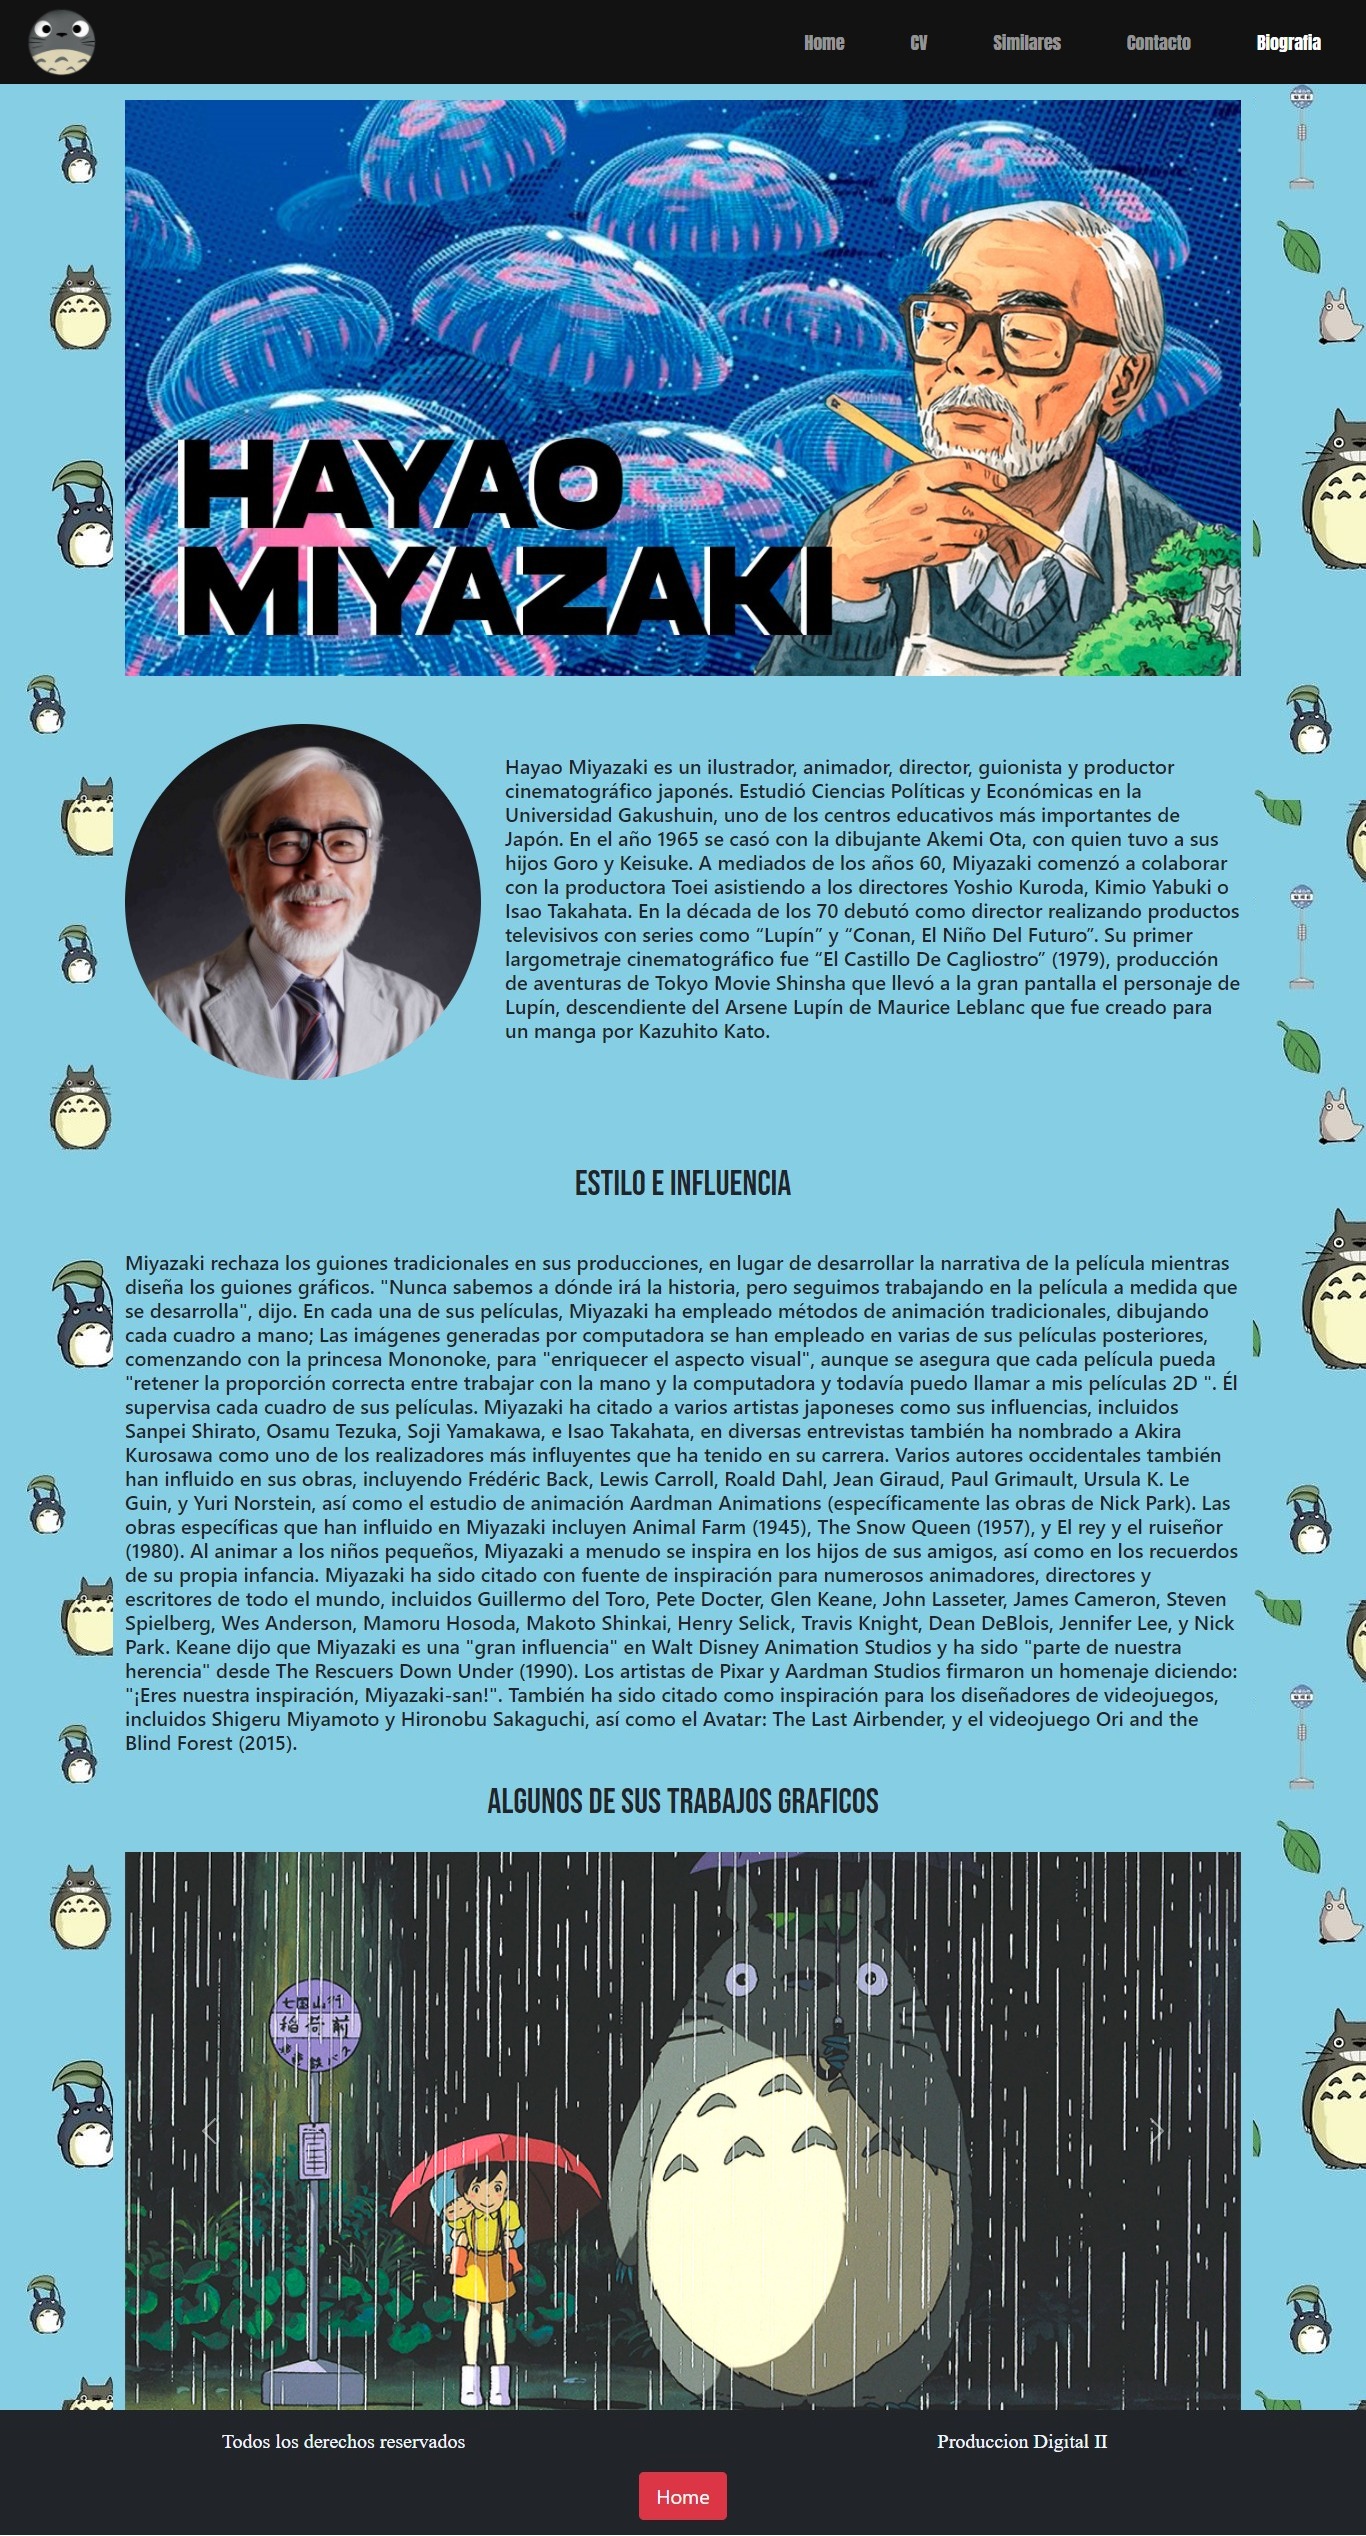 Home CV Similares Contacto Biografia
HAYAO
MIYAZAKI
Hayao Miyazaki es un ilustrador, animador, director, guionista y productor
cinematográfico japonés. Estudió Ciencias Políticas y Económicas en la
Universidad Gakushuin, uno de los centros educativos más importantes de
Japón. En el año 1965 se casó con la dibujante Akemi Ota, con quien tuvo a sus
hijos Goro y Keisuke. A mediados de los años 60, Miyazaki comenzó a colaborar
con la productora Toei asistiendo a los directores Yoshio Kuroda, Kimio Yabuki o
Isao Takahata. En la década de los 70 debutó como director realizando productos
televisivos con series como “Lupín” y “Conan, El Niño Del Futuro”. Su primer
largometraje cinematográfico fue “El Castillo De Cagliostro” (1979), producción
de aventuras de Tokyo Movie Shinsha que llevó a la gran pantalla el personaje de
Lupín, descendiente del Arsene Lupín de Maurice Leblanc que fue creado para
un manga por Kazuhito Kato.
ESTILO E INFLUENCIA
Miyazaki rechaza los guiones tradicionales en sus producciones, en lugar de desarrollar la narrativa de la película mientras
diseña los guiones gráficos. "Nunca sabemos a dónde irá la historia, pero seguimos trabajando en la película a medida que
se desarrolla", dijo. En cada una de sus películas, Miyazaki ha empleado métodos de animación tradicionales, dibujando
cada cuadro a mano; Las imágenes generadas por computadora se han empleado en varias de sus películas posteriores,
comenzando con la princesa Mononoke, para "enriquecer el aspecto visual", aunque se asegura que cada película pueda
"retener la proporción correcta entre trabajar con la mano y la computadora y todavía puedo llamar a mis películas 2D ". Él
supervisa cada cuadro de sus películas. Miyazaki ha citado a varios artistas japoneses como sus influencias, incluidos
Sanpei Shirato, Osamu Tezuka, Soji Yamakawa, e Isao Takahata, en diversas entrevistas también ha nombrado a Akira
Kurosawa como uno de los realizadores más influyentes que ha tenido en su carrera. Varios autores occidentales también
han influido en sus obras, incluyendo Frédéric Back, Lewis Carroll, Roald Dahl, Jean Giraud, Paul Grimault, Ursula K. Le
Guin, y Yuri Norstein, así como el estudio de animación Aardman Animations (específicamente las obras de Nick Park). Las
obras específicas que han influido en Miyazaki incluyen Animal Farm (1945), The Snow Queen (1957), y El rey y el ruiseñor
(1980). Al animar a los niños pequeños, Miyazaki a menudo se inspira en los hijos de sus amigos, así como en los recuerdos
de su propia infancia. Miyazaki ha sido citado con fuente de inspiración para numerosos animadores, directores y
escritores de todo el mundo, incluidos Guillermo del Toro, Pete Docter, Glen Keane, John Lasseter, James Cameron, Steven
Spielberg, Wes Anderson, Mamoru Hosoda, Makoto Shinkai, Henry Selick, Travis Knight, Dean DeBlois, Jennifer Lee, y Nick
Park. Keane dijo que Miyazaki es una "gran influencia" en Walt Disney Animation Studios y ha sido "parte de nuestra
herencia" desde The Rescuers Down Under (1990). Los artistas de Pixar y Aardman Studios firmaron un homenaje diciendo:
"¡Eres nuestra inspiración, Miyazaki-san!". También ha sido citado como inspiración para los diseñadores de videojuegos,
incluidos Shigeru Miyamoto y Hironobu Sakaguchi, así como el Avatar: The Last Airbender, y el videojuego Ori and the
Blind Forest (2015).
ALGUNOS DE SUS TRABAJOS GRAFICOS
稲荷前
Todos los derechos reservados
Produccion Digital II
Home